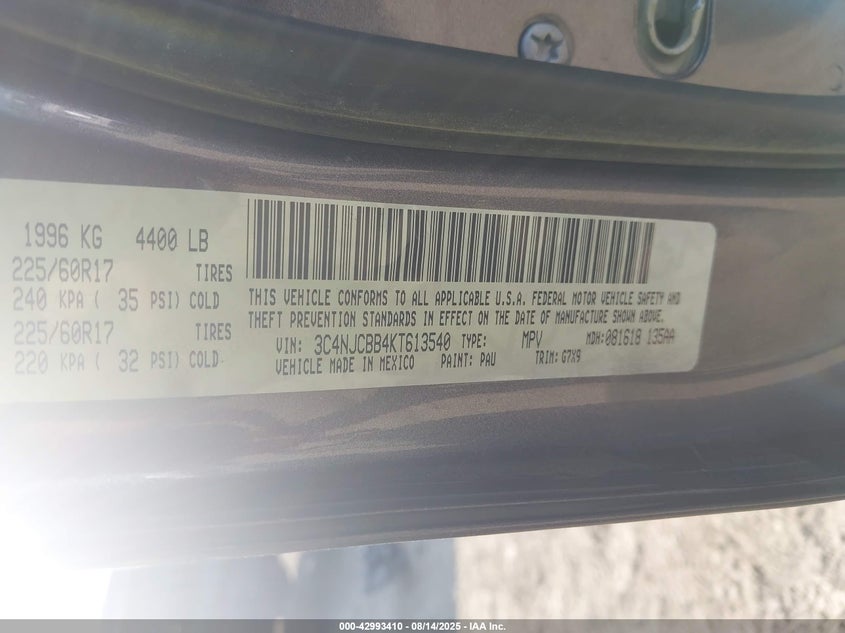 1996 KG 4400 LB
225/60R17 TIRES
240 KPA ( 35 PSI) COLD
225/60R17 TIRES
220 KPA ( 32 PSI) COLD
THIS VEHICLE CONFORMS TO ALL APPLICABLE U.S.A. FEDERAL MOTOR VEHICLE SAFETY AND
THEFT PREVENTION STANDARDS IN EFFECT ON THE DATE OF MANUFACTURE SHOWN ABOVE.
VIN: 3C4NJCBB4KT613540 TYPE: MPV MDH:081618 135AA
VEHICLE MADE IN MEXICO PAINT: PAU TRIM: G7X9
000-42993410 - 08/14/2025 - IAA Inc.